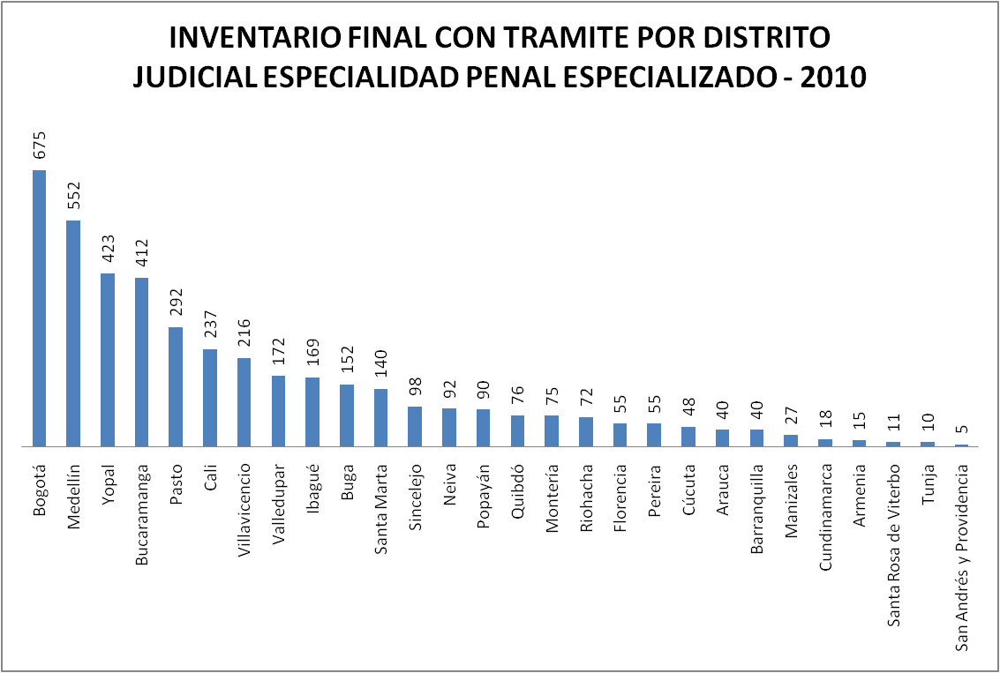 INVENTARIO FINAL CON TRAMITE POR DISTRITO
JUDICIAL ESPECIALIDAD PENAL ESPECIALIZADO - 2010
675
552
423
412
292
237
216
172
169
152
140
98
92
90
76
75
72
55
55
48
40
40
27
18
15
11
10
5
Bogotá
Medellín
Yopal
Bucaramanga
Pasto
Cali
Villavicencio
Valledupar
Ibagué
Buga
Santa Marta
Sincelejo
Neiva
Popayán
Quibdó
Montería
Riohacha
Florencia
Pereira
Cúcuta
Arauca
Barranquilla
Manizales
Cundinamarca
Armenia
Santa Rosa de Viterbo
Tunja
San Andrés y Providencia